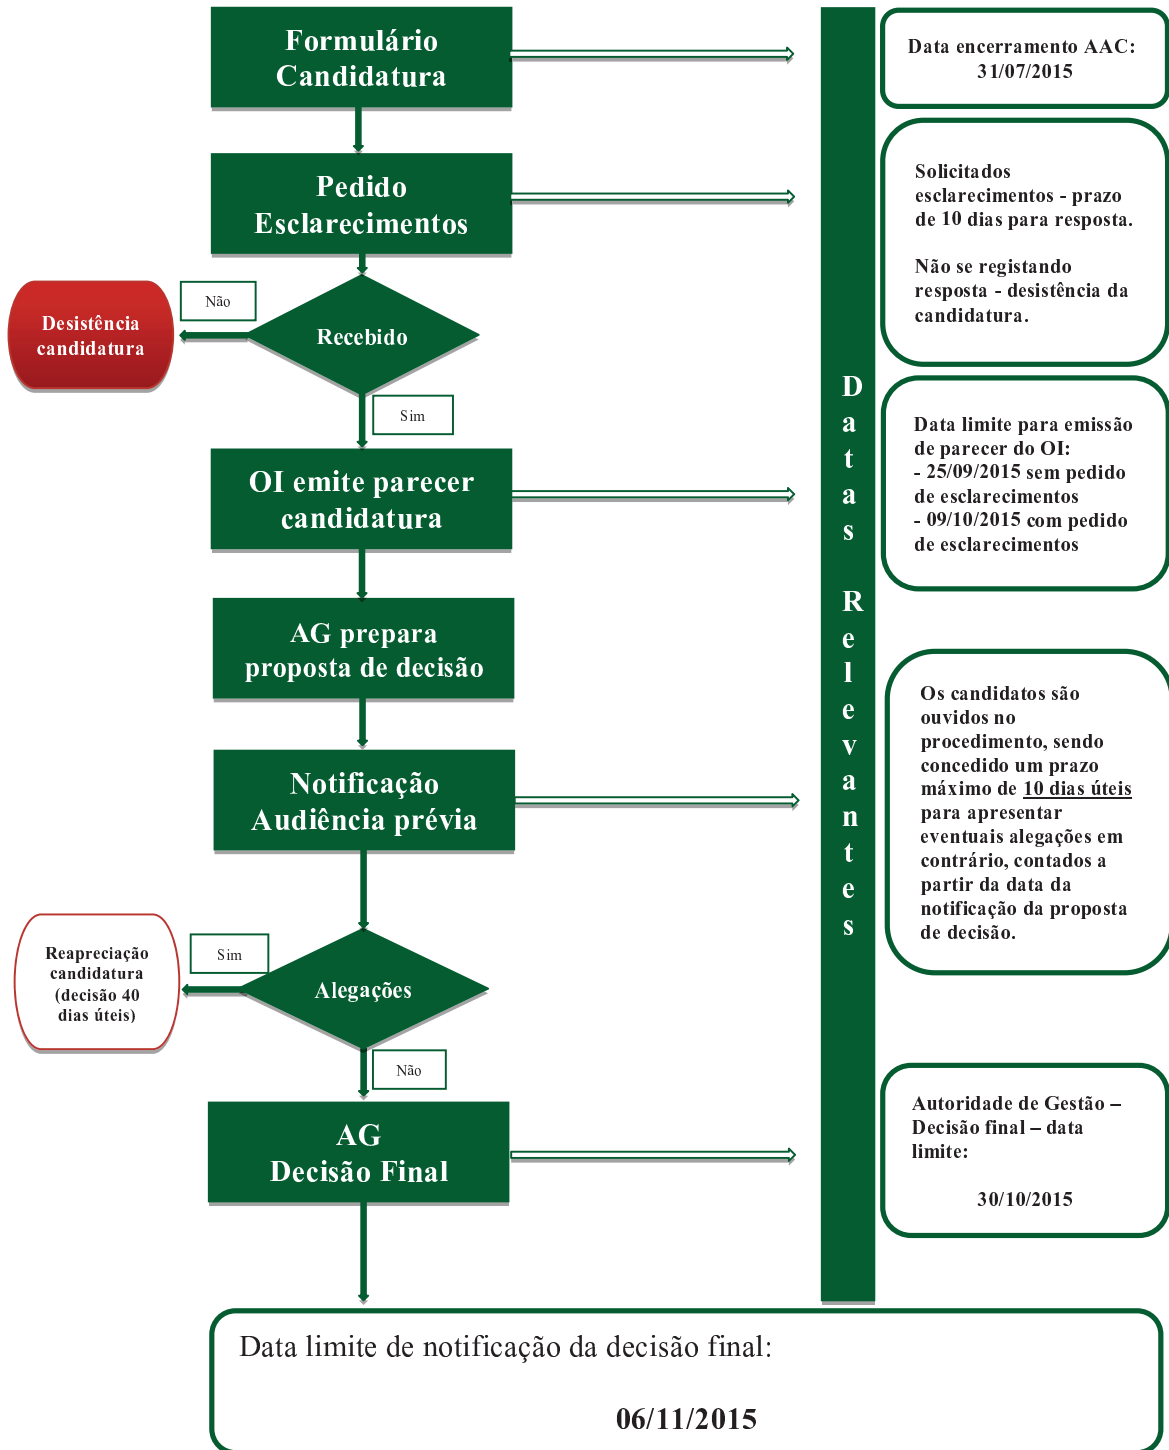 Formulário
Candidatura
Data encerramento AAC:
31/07/2015
Pedido
Esclarecimentos
Solicitados
esclarecimentos - prazo
de 10 dias para resposta.
Não se registando
resposta - desistência da
candidatura.
Não
Desistência
candidatura
Recebido
Sim
OI emite parecer
candidatura
Data limite para emissão
de parecer do OI:
- 25/09/2015 sem pedido
de esclarecimentos
- 09/10/2015 com pedido
de esclarecimentos
Datas Relevantes
AG prepara
proposta de decisão
Notificação
Audiência prévia
Os candidatos são
ouvidos no
procedimento, sendo
concedido um prazo
máximo de 10 dias úteis
para apresentar
eventuais alegações em
contrário, contados a
partir da data da
notificação da proposta
de decisão.
Sim
Reapreciação
candidatura
(decisão 40
dias úteis)
Alegações
Não
AG
Decisão Final
Autoridade de Gestão –
Decisão final – data
limite:
30/10/2015
Data limite de notificação da decisão final:
06/11/2015